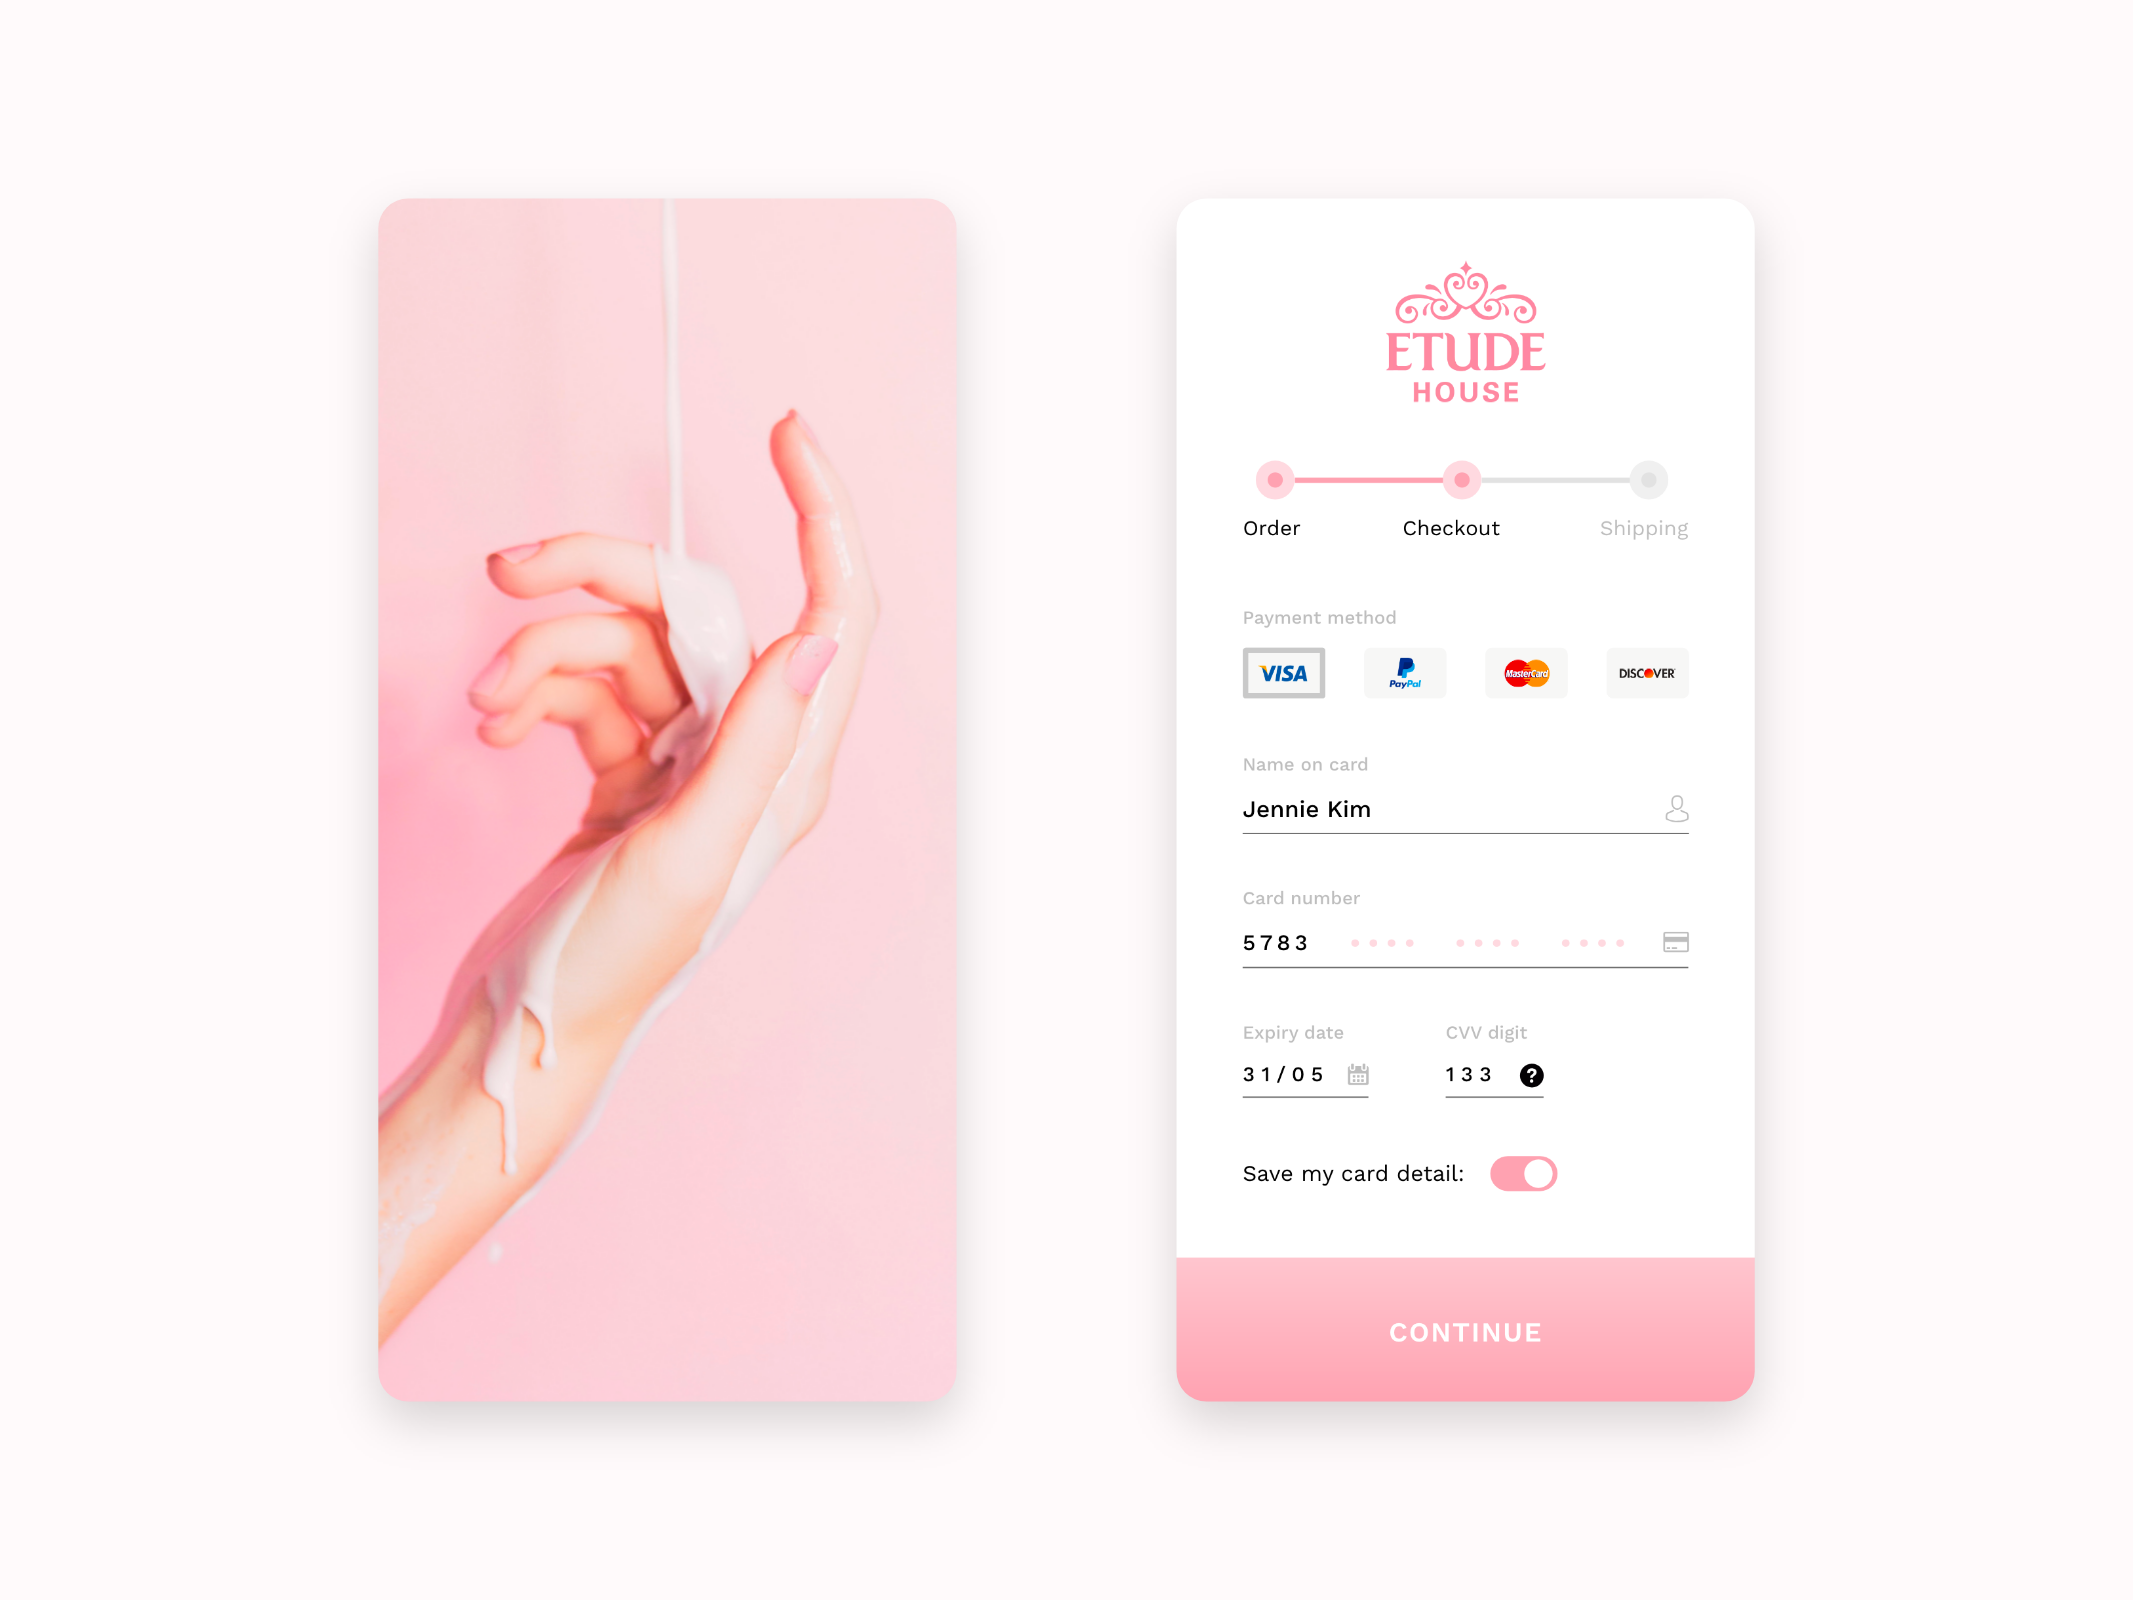 ETUDE
HOUSE
Order Checkout Shipping
Payment method
VISA PayPal MasterCard DISCOVER
Name on card
Jennie Kim
Card number
5783 •••• •••• ••••
Expiry date CVV digit
31/05 133 ?
Save my card detail:
CONTINUE